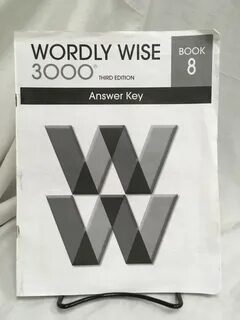 WORDLY WISE
3000®
THIRD EDITION
BOOK
8
Answer Key
W
W